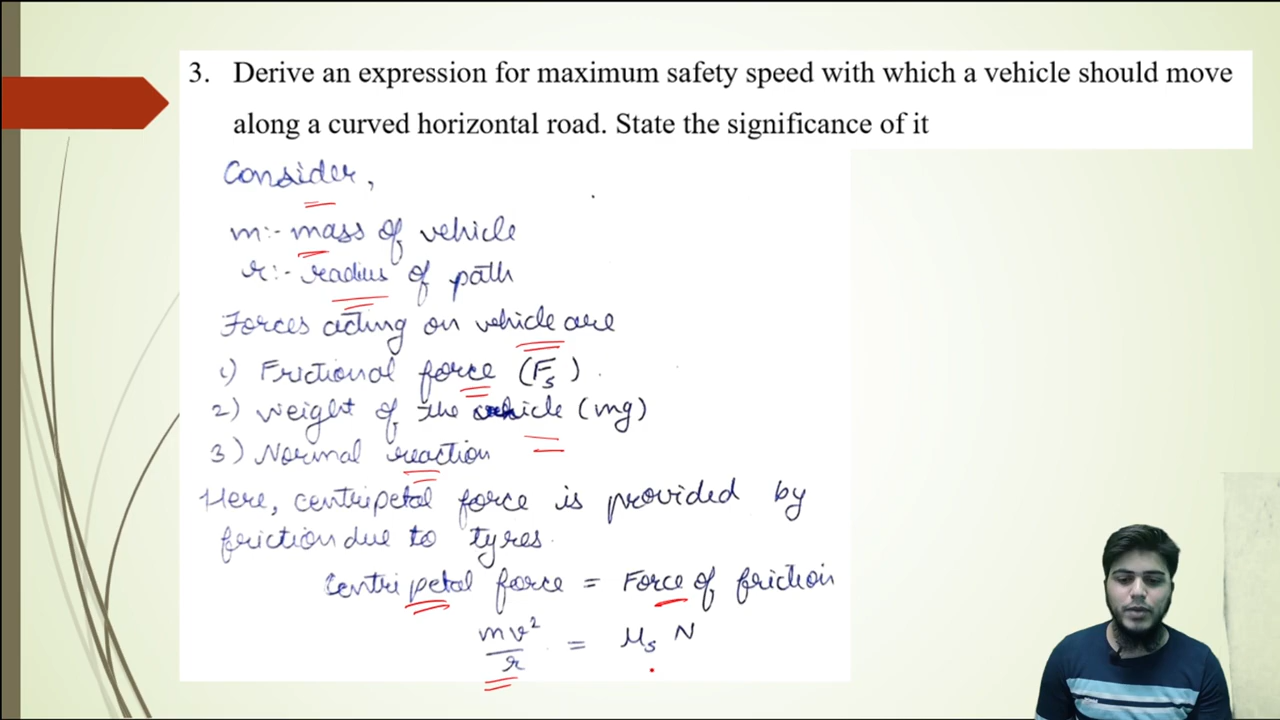 3. Derive an expression for maximum safety speed with which a vehicle should move
along a curved horizontal road. State the significance of it
Consider,
m:- mass of vehicle
r:- radius of path
Forces acting on vehicle are
1) Frictional force (Fs).
2) Weight of the vehicle (mg)
3) Normal reaction
Here, centripetal force is provided by
friction due to tyres.
Centripetal force = Force of friction
mv²/r = μs N